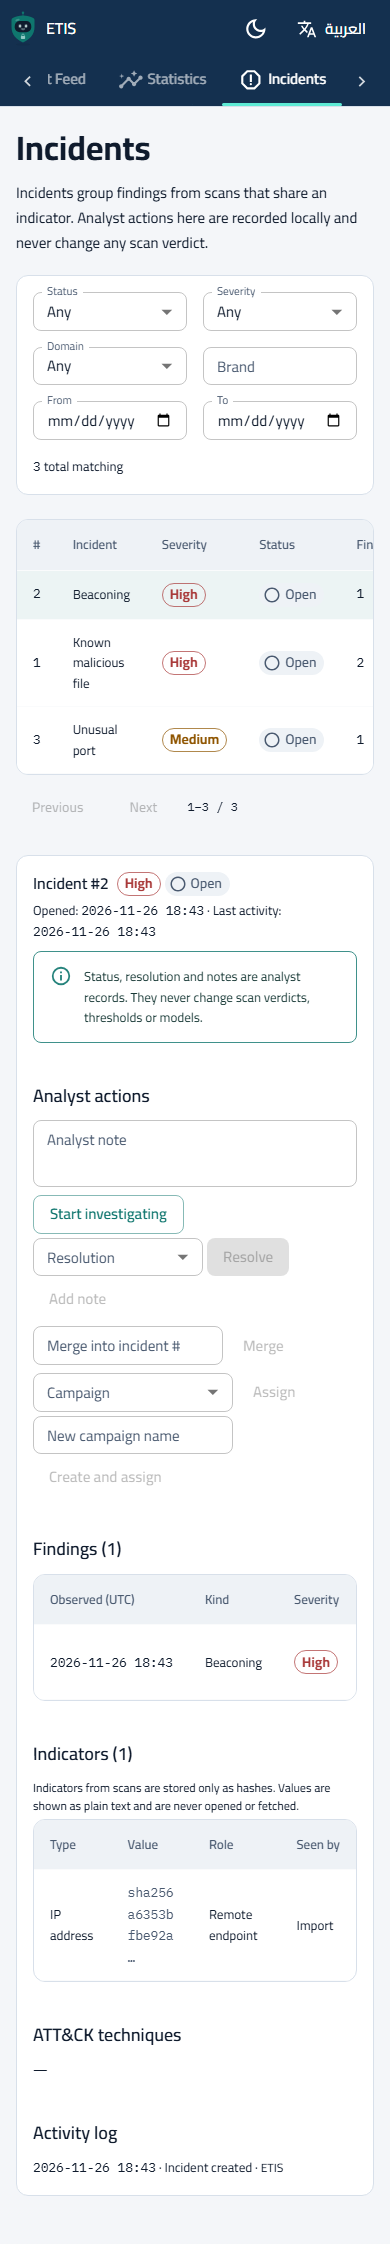 ETIS
العربية
t Feed
Statistics
Incidents
Incidents
Incidents group findings from scans that share an
indicator. Analyst actions here are recorded locally and
never change any scan verdict.
Status
Severity
Any
Any
Domain
Any
Brand
From
To
mm/dd/yyyy
mm/dd/yyyy
3 total matching
# Incident Severity Status Fin
2 Beaconing High Open 1
Known
1 malicious High Open 2
file
Unusual
3 Medium Open 1
port
Previous Next 1–3 / 3
Incident #2 High Open
Opened: 2026-11-26 18:43 · Last activity:
2026-11-26 18:43
Status, resolution and notes are analyst
records. They never change scan verdicts,
thresholds or models.
Analyst actions
Analyst note
Start investigating
Resolution
Resolve
Add note
Merge into incident #
Merge
Campaign
Assign
New campaign name
Create and assign
Findings (1)
Observed (UTC) Kind Severity
2026-11-26 18:43 Beaconing High
Indicators (1)
Indicators from scans are stored only as hashes. Values are
shown as plain text and are never opened or fetched.
Type Value Role Seen by
sha256
IP a6353b Remote
Import
address fbe92a endpoint
…
ATT&CK techniques
—
Activity log
2026-11-26 18:43 · Incident created · ETIS